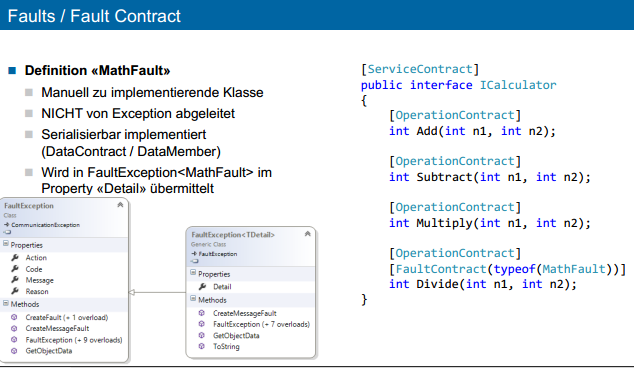 Faults / Fault Contract
Definition «MathFault»
Manuell zu implementierende Klasse
NICHT von Exception abgeleitet
Serialisierbar implementiert
(DataContract / DataMember)
Wird in FaultException<MathFault> im
Property «Detail» übermittelt
FaultException
Class
CommunicationException
Properties
Action
Code
Message
Reason
Methods
CreateFault (+ 1 overload)
CreateMessageFault
FaultException (+ 9 overloads)
GetObjectData
FaultException<TDetail>
Generic Class
FaultException
Properties
Detail
Methods
CreateMessageFault
FaultException (+ 7 overloads)
GetObjectData
ToString
[ServiceContract]
public interface ICalculator
{
[OperationContract]
int Add(int n1, int n2);
[OperationContract]
int Subtract(int n1, int n2);
[OperationContract]
int Multiply(int n1, int n2);
[OperationContract]
[FaultContract(typeof(MathFault))]
int Divide(int n1, int n2);
}